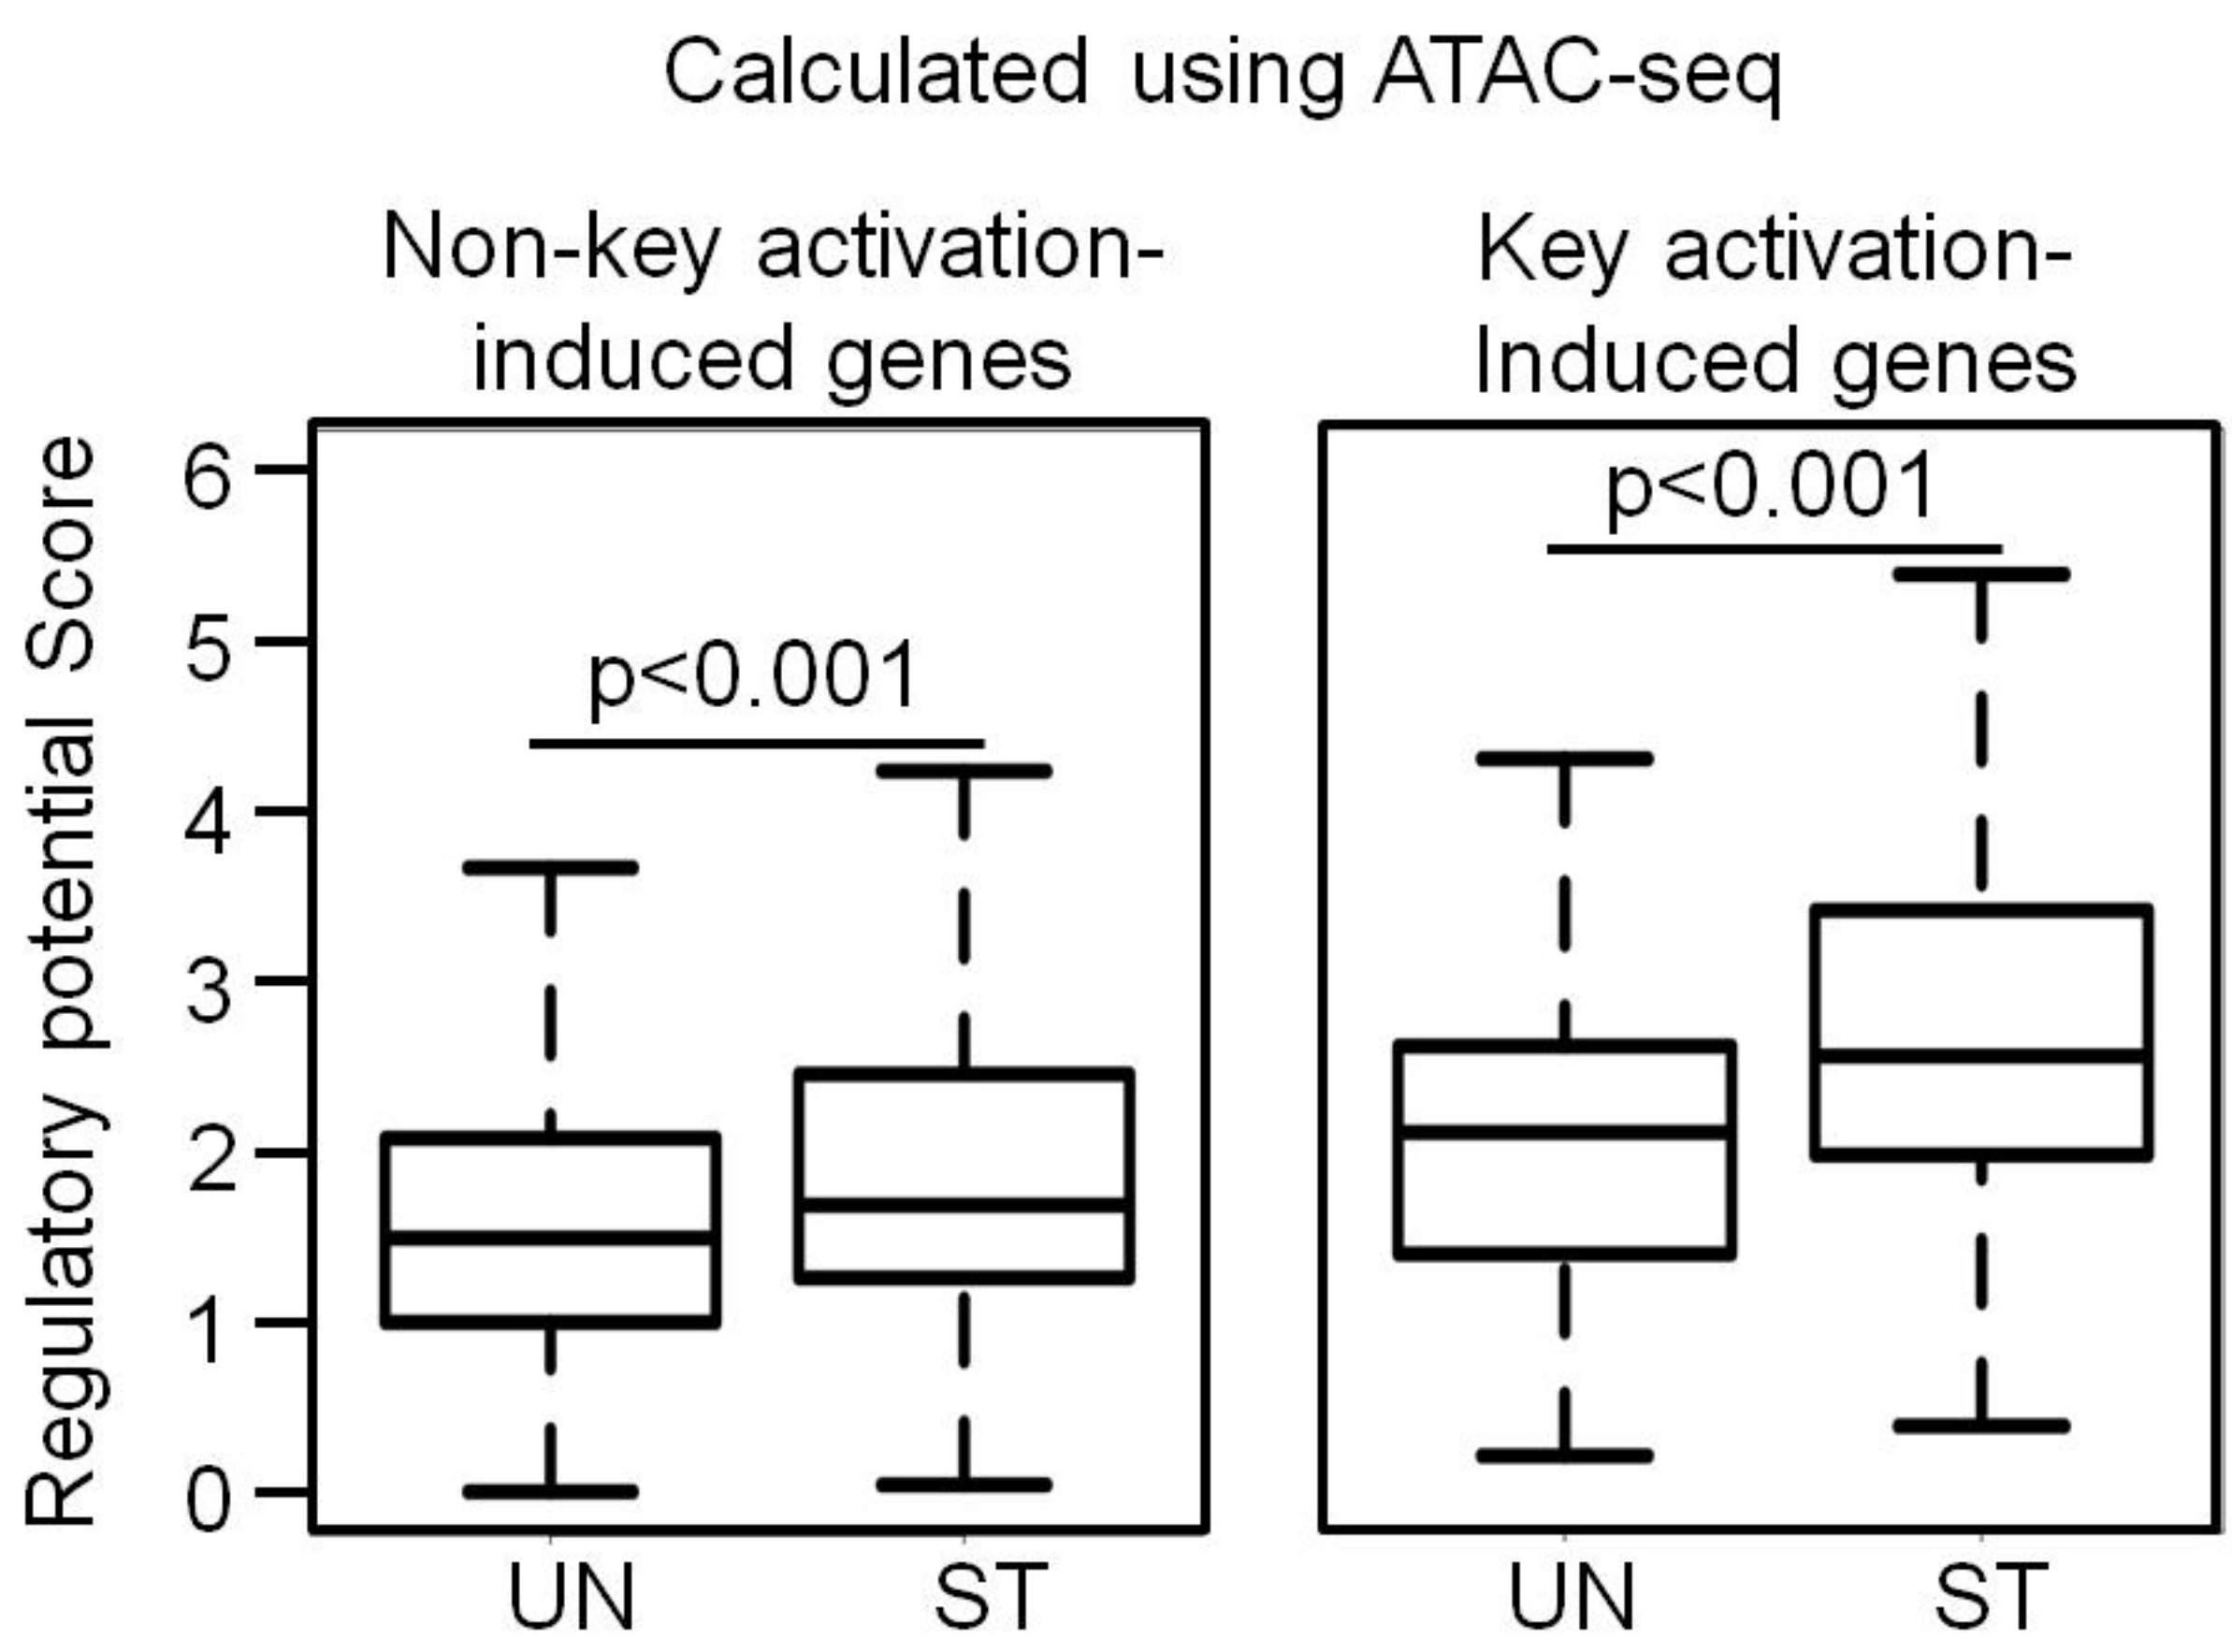 Calculated using ATAC-seq
Non-key activation-
induced genes
Key activation-
Induced genes
Regulatory potential Score
6
5
4
3
2
1
0
p<0.001
p<0.001
UN
ST
UN
ST